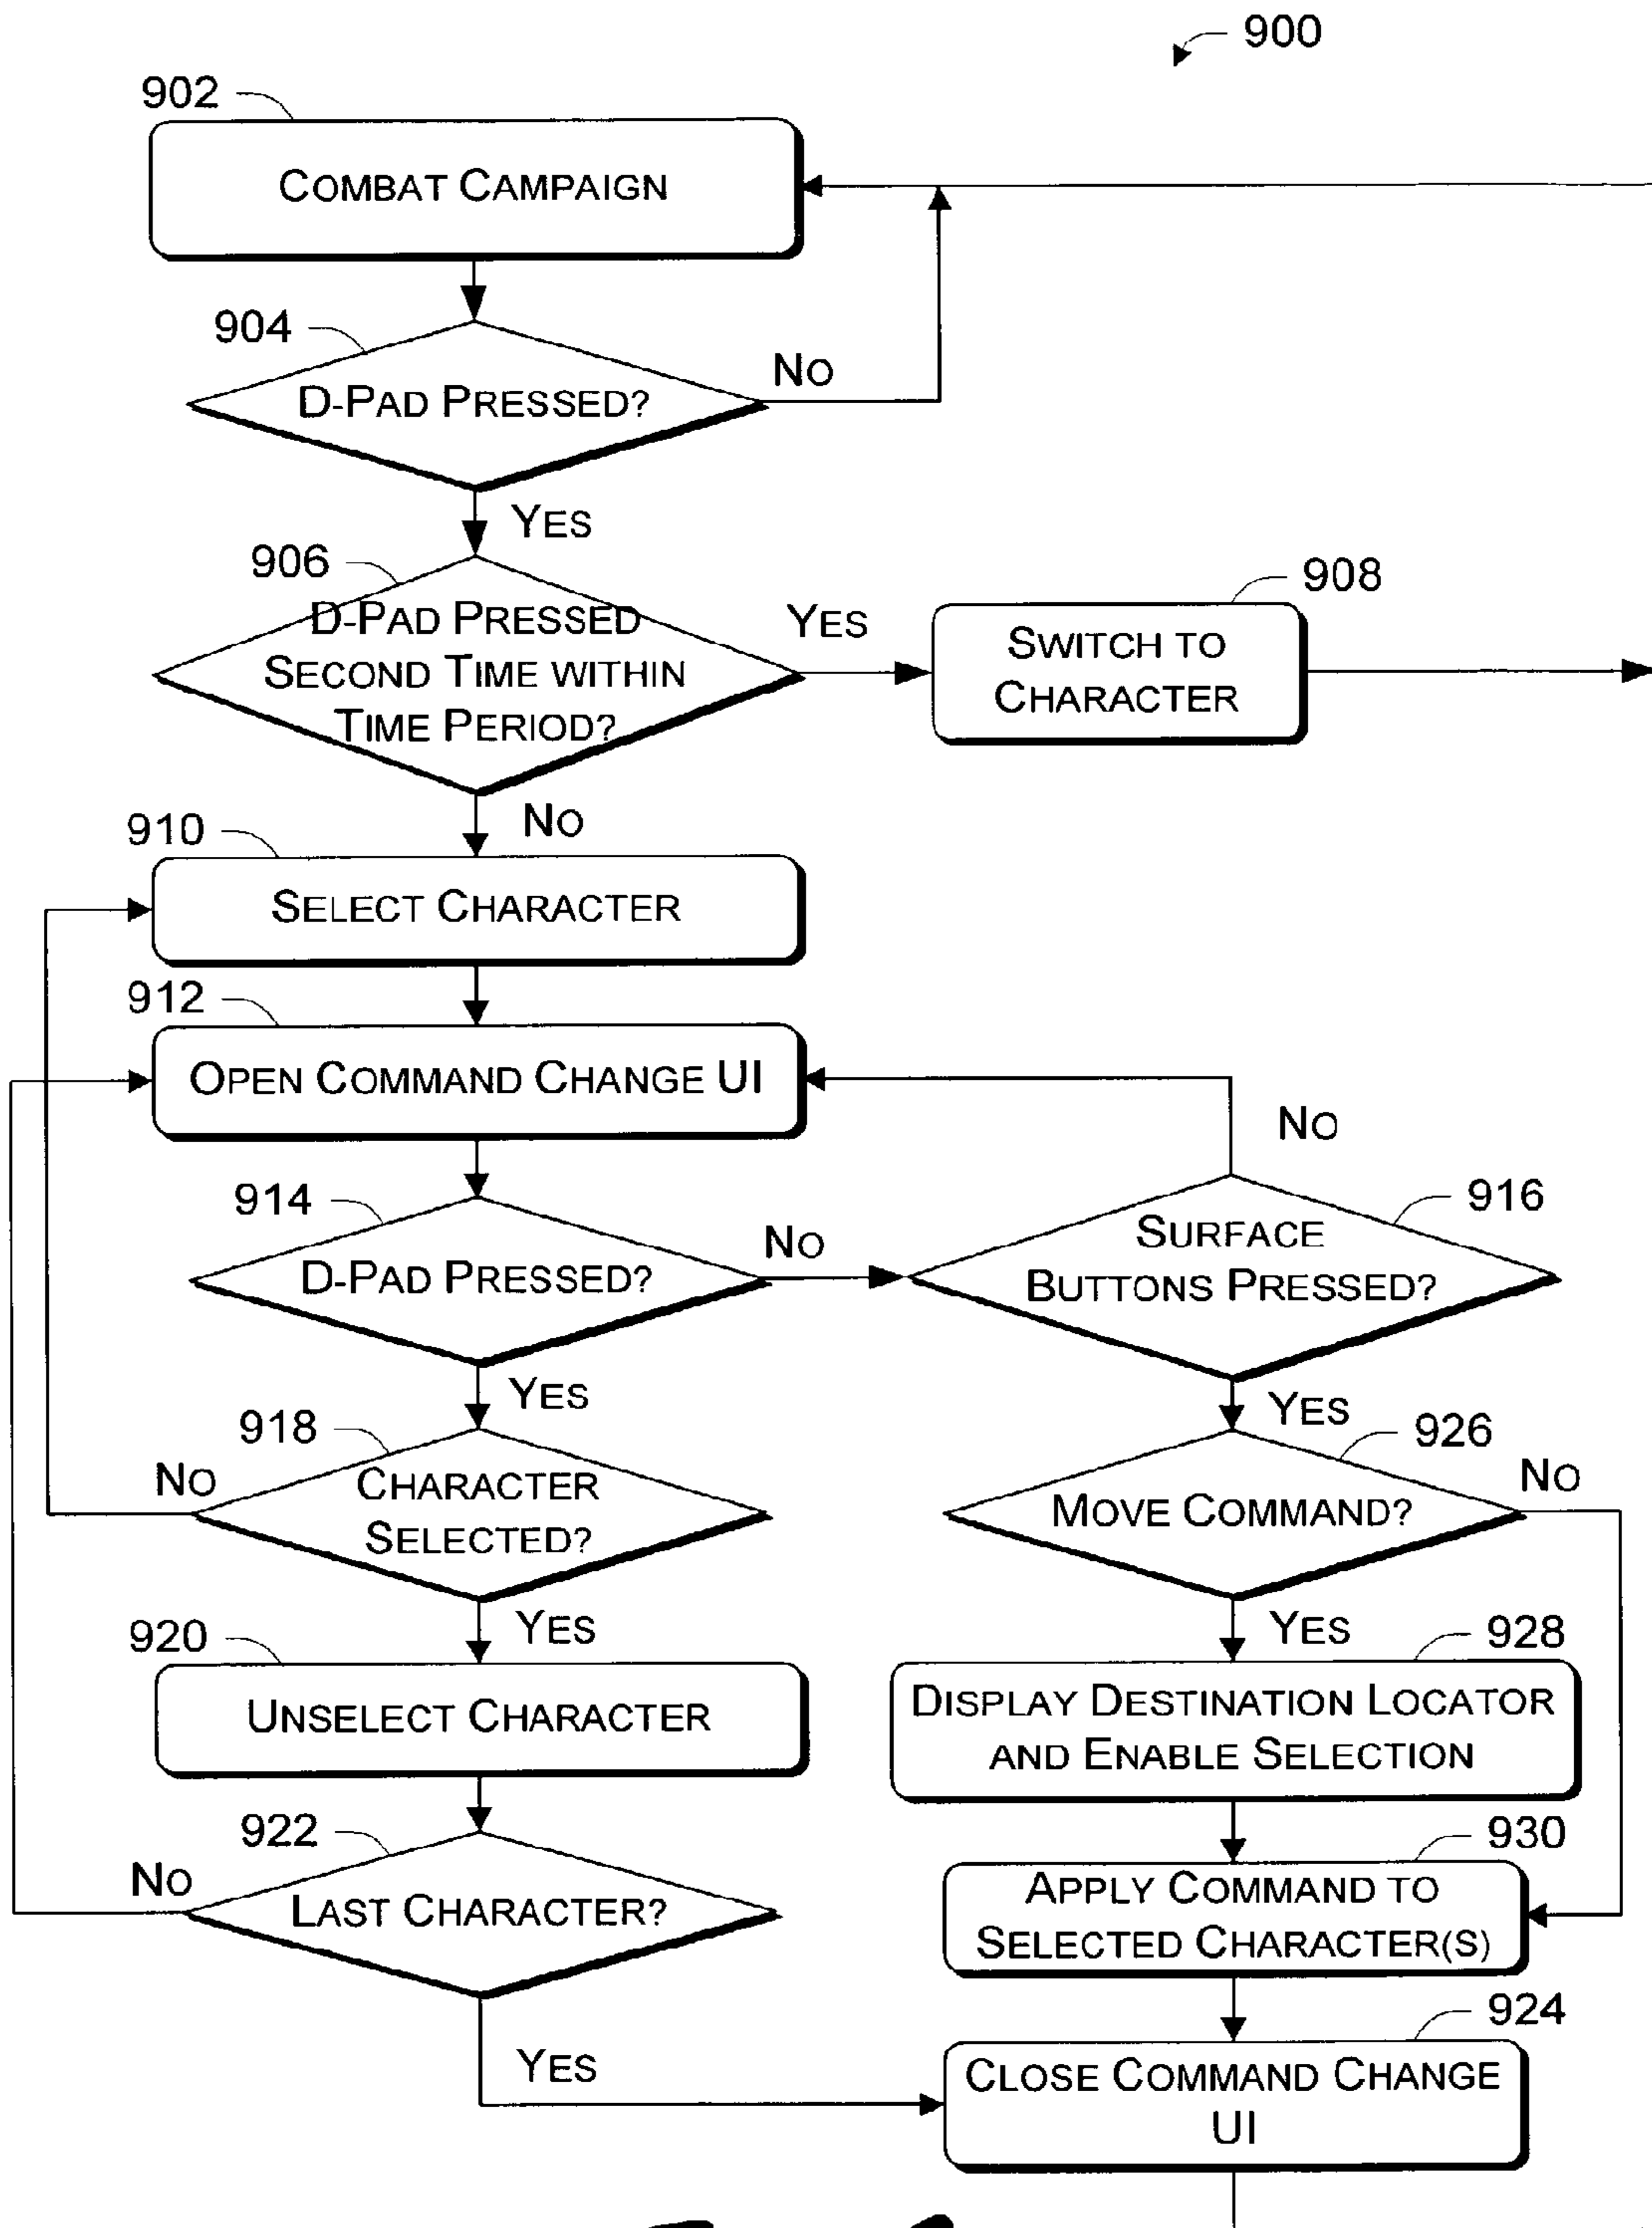 900
902
COMBAT CAMPAIGN
904
D-PAD PRESSED?
NO
YES
906
D-PAD PRESSED
SECOND TIME WITHIN
TIME PERIOD?
YES
908
SWITCH TO
CHARACTER
NO
910
SELECT CHARACTER
912
OPEN COMMAND CHANGE UI
NO
914
D-PAD PRESSED?
NO
916
SURFACE
BUTTONS PRESSED?
YES
YES
918
CHARACTER
SELECTED?
NO
926
MOVE COMMAND?
NO
YES
YES
920
UNSELECT CHARACTER
928
DISPLAY DESTINATION LOCATOR
AND ENABLE SELECTION
922
LAST CHARACTER?
NO
930
APPLY COMMAND TO
SELECTED CHARACTER(S)
YES
924
CLOSE COMMAND CHANGE
UI